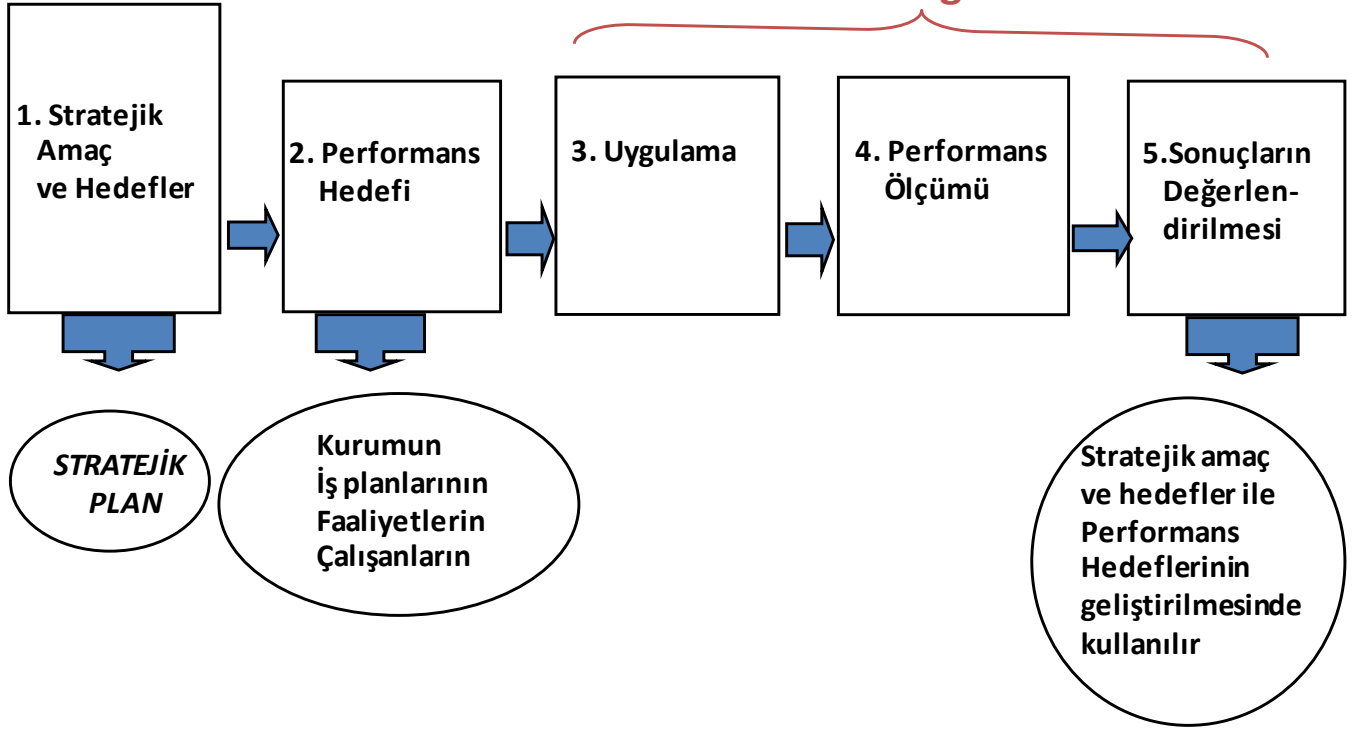 1. Stratejik
Amaç
ve Hedefler
2. Performans
Hedefi
3. Uygulama
4. Performans
Ölçümü
5.Sonuçların
Değerlen-
dirilmesi
STRATEJİK
PLAN
Kurumun
İş planlarının
Faaliyetlerin
Çalışanların
Stratejik amaç
ve hedefler ile
Performans
Hedeflerinin
geliştirilmesinde
kullanılır